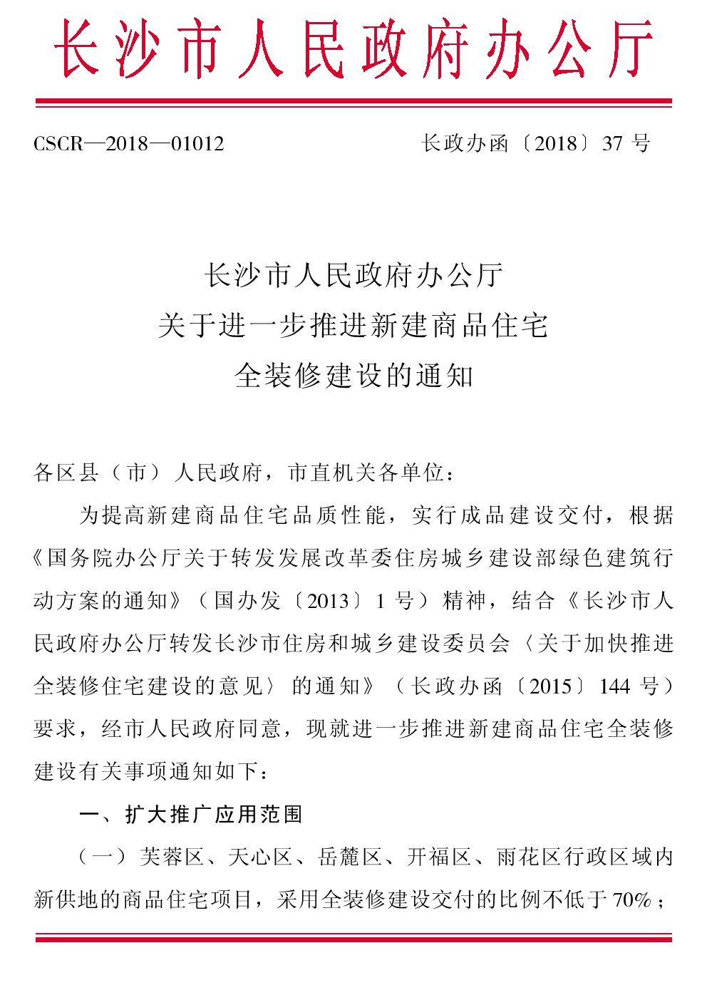 长沙市人民政府办公厅
CSCR—2018—01012 长政办函〔2018〕37 号
长沙市人民政府办公厅
关于进一步推进新建商品住宅
全装修建设的通知
各区县（市）人民政府，市直机关各单位：
为提高新建商品住宅品质性能，实行成品建设交付，根据
《国务院办公厅关于转发发展改革委住房城乡建设部绿色建筑行
动方案的通知》（国办发〔2013〕1 号）精神，结合《长沙市人
民政府办公厅转发长沙市住房和城乡建设委员会〈关于加快推进
全装修住宅建设的意见〉的通知》（长政办函〔2015〕144 号）
要求，经市人民政府同意，现就进一步推进新建商品住宅全装修
建设有关事项通知如下：
一、扩大推广应用范围
（一）芙蓉区、天心区、岳麓区、开福区、雨花区行政区域内
新供地的商品住宅项目，采用全装修建设交付的比例不低于 70%；